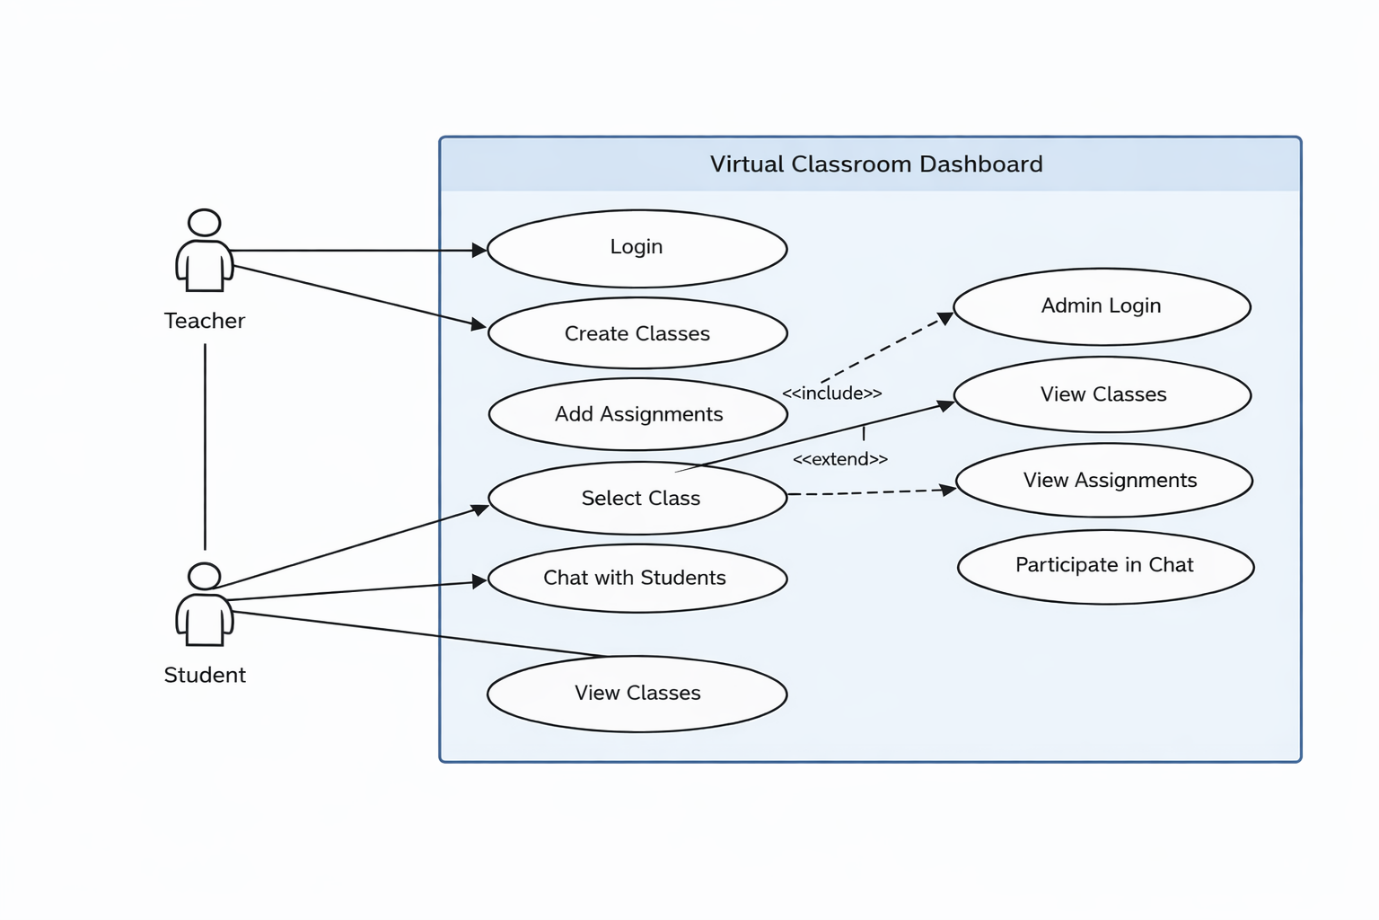 Virtual Classroom Dashboard
Teacher
Student
Login
Create Classes
Add Assignments
Select Class
Chat with Students
View Classes
<<include>>
<<extend>>
Admin Login
View Classes
View Assignments
Participate in Chat